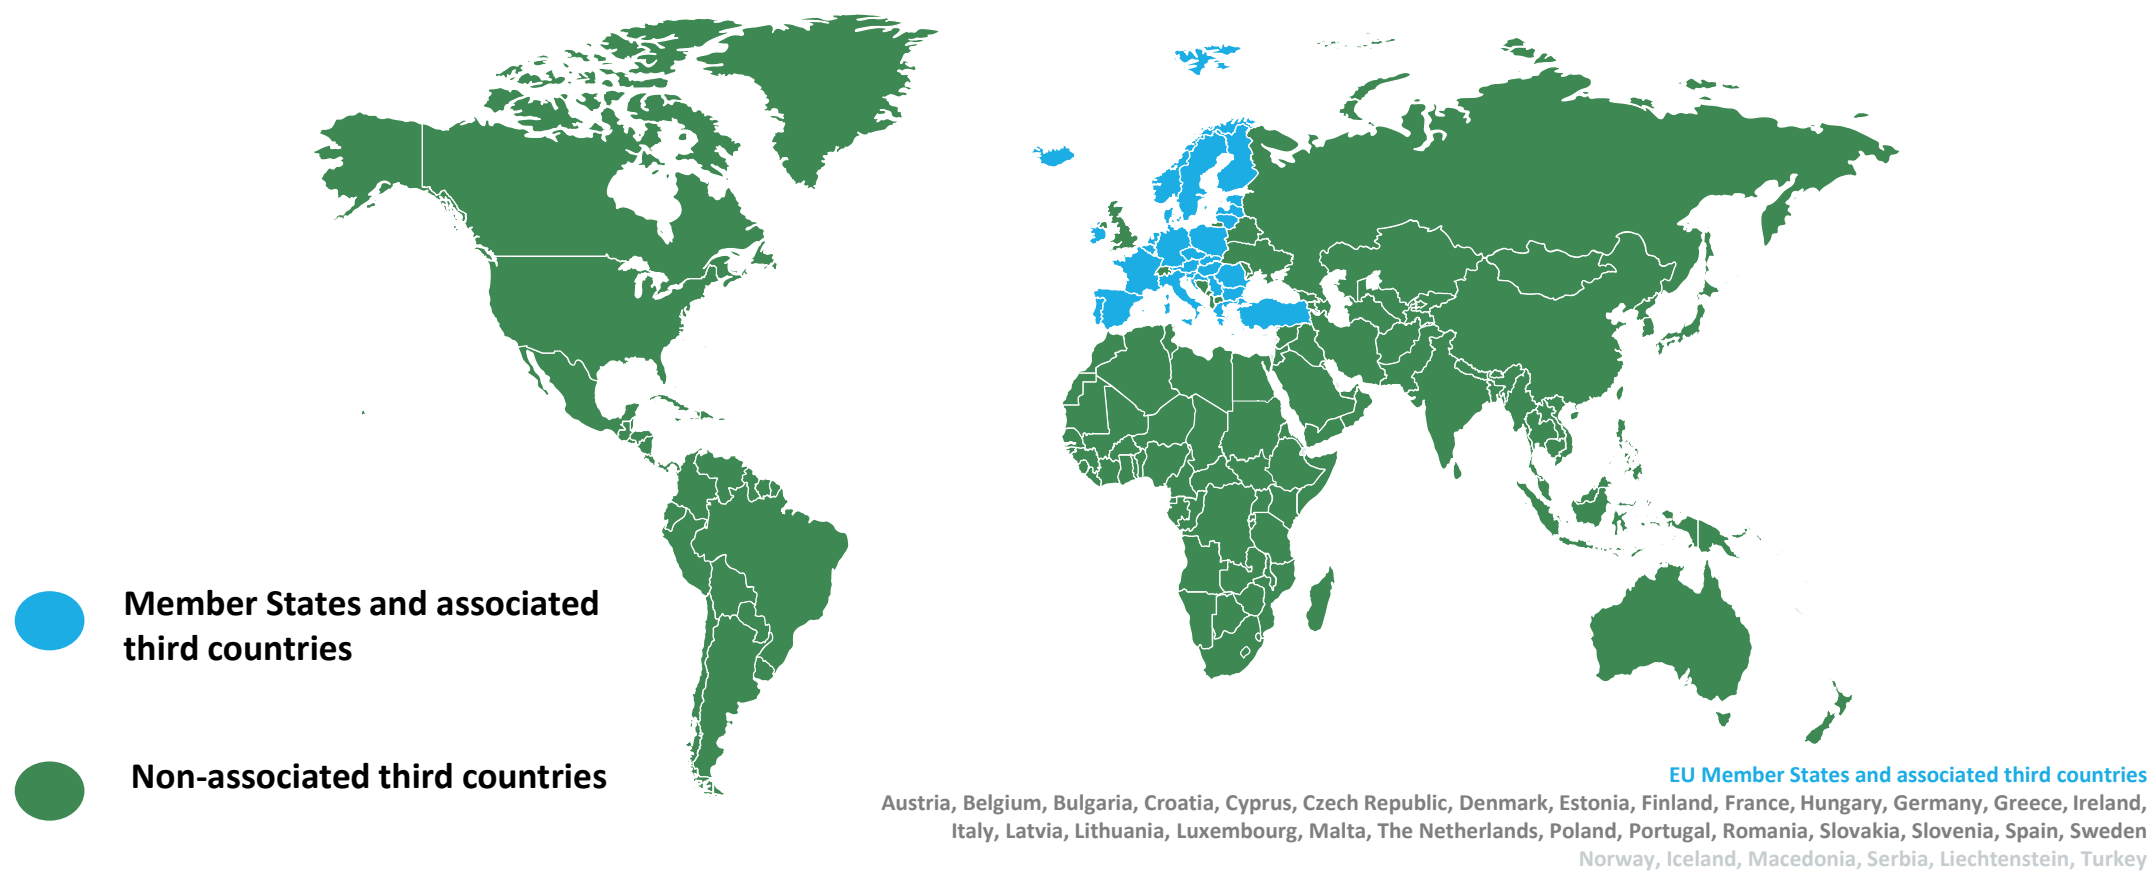 Member States and associated
third countries
Non-associated third countries
EU Member States and associated third countries
Austria, Belgium, Bulgaria, Croatia, Cyprus, Czech Republic, Denmark, Estonia, Finland, France, Hungary, Germany, Greece, Ireland,
Italy, Latvia, Lithuania, Luxembourg, Malta, The Netherlands, Poland, Portugal, Romania, Slovakia, Slovenia, Spain, Sweden
Norway, Iceland, Macedonia, Serbia, Liechtenstein, Turkey